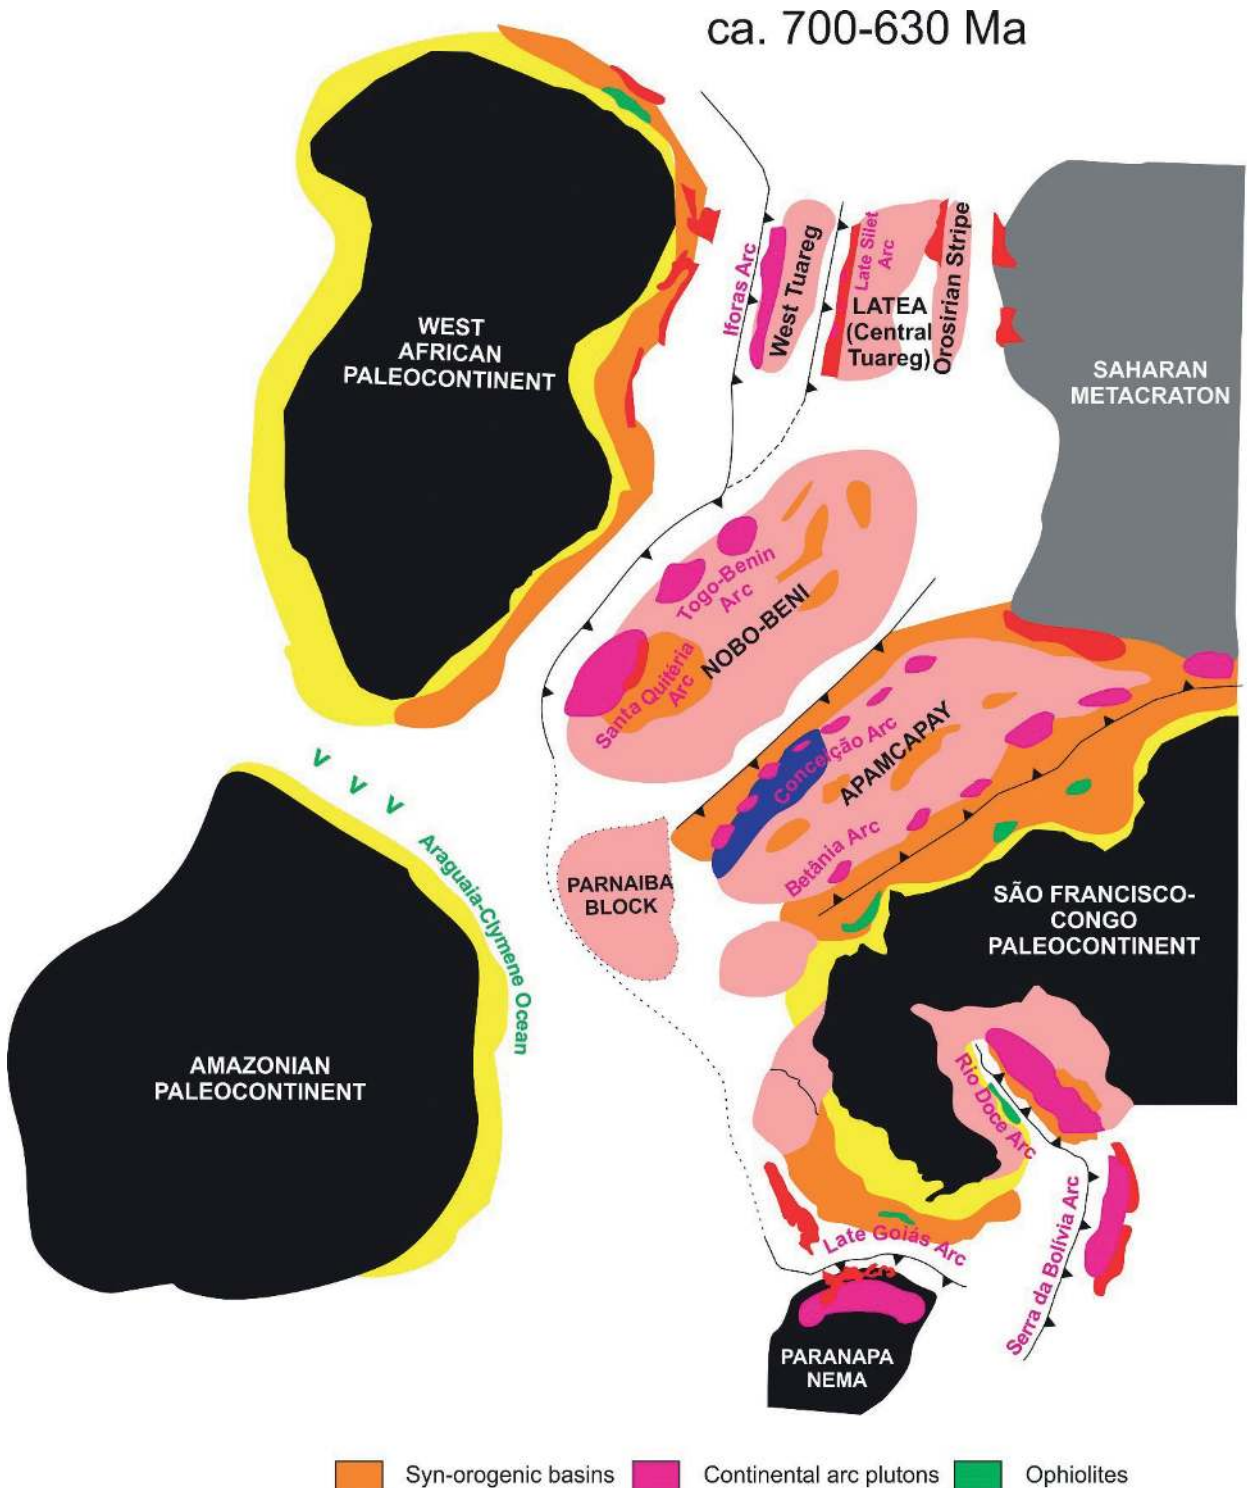 ca. 700-630 Ma
WEST
AFRICAN
PALEOCONTINENT
Iforas Arc
West Tuareg
Late Silet
Arc
LATEA
(Central
Tuareg)
Orosirian Stripe
SAHARAN
METACRATON
Togo-Benin
Arc
NOBO-BENI
Santa Quitéria
Arc
Conceição Arc
APAMCAPAY
Betânia Arc
V V V
Araguaia-Clymene Ocean
PARNAIBA
BLOCK
SÃO FRANCISCO-
CONGO
PALEOCONTINENT
AMAZONIAN
PALEOCONTINENT
Rio Doce Arc
Late Goiás Arc
Serra da Bolívia Arc
PARANAPA
NEMA
Syn-orogenic basins
Continental arc plutons
Ophiolites